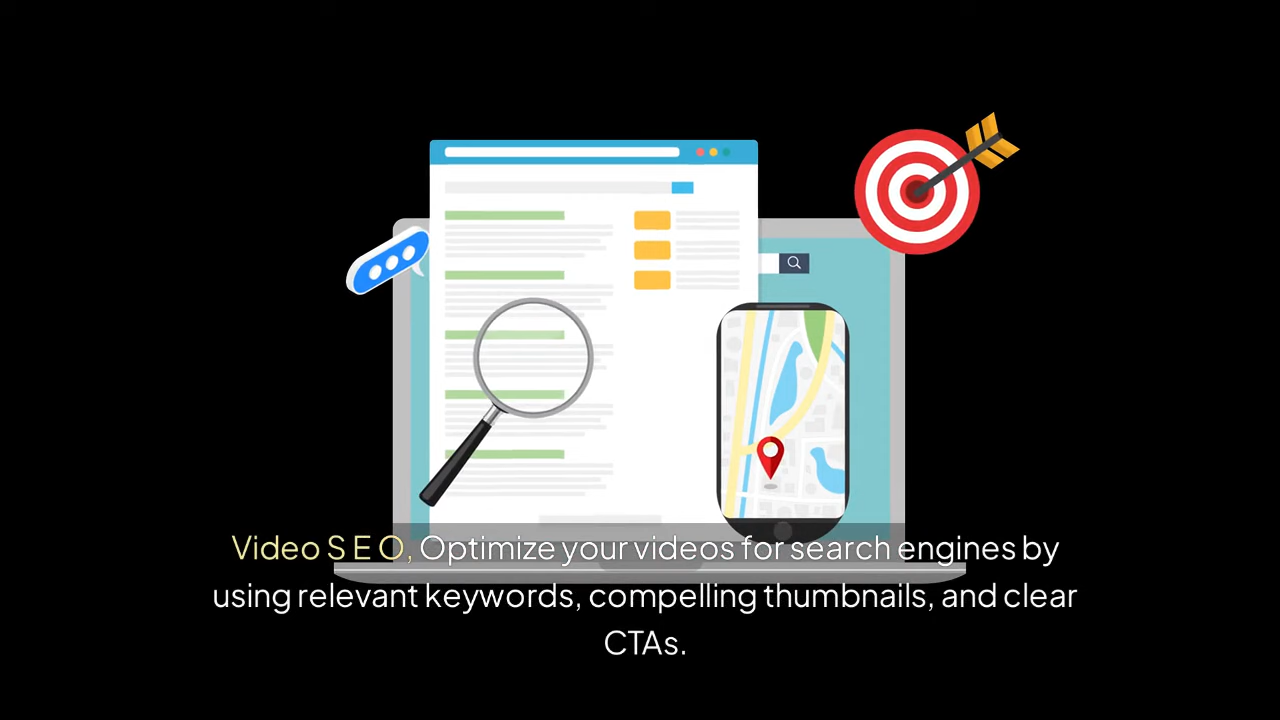 Video S E O, Optimize your videos for search engines by
using relevant keywords, compelling thumbnails, and clear
CTAs.